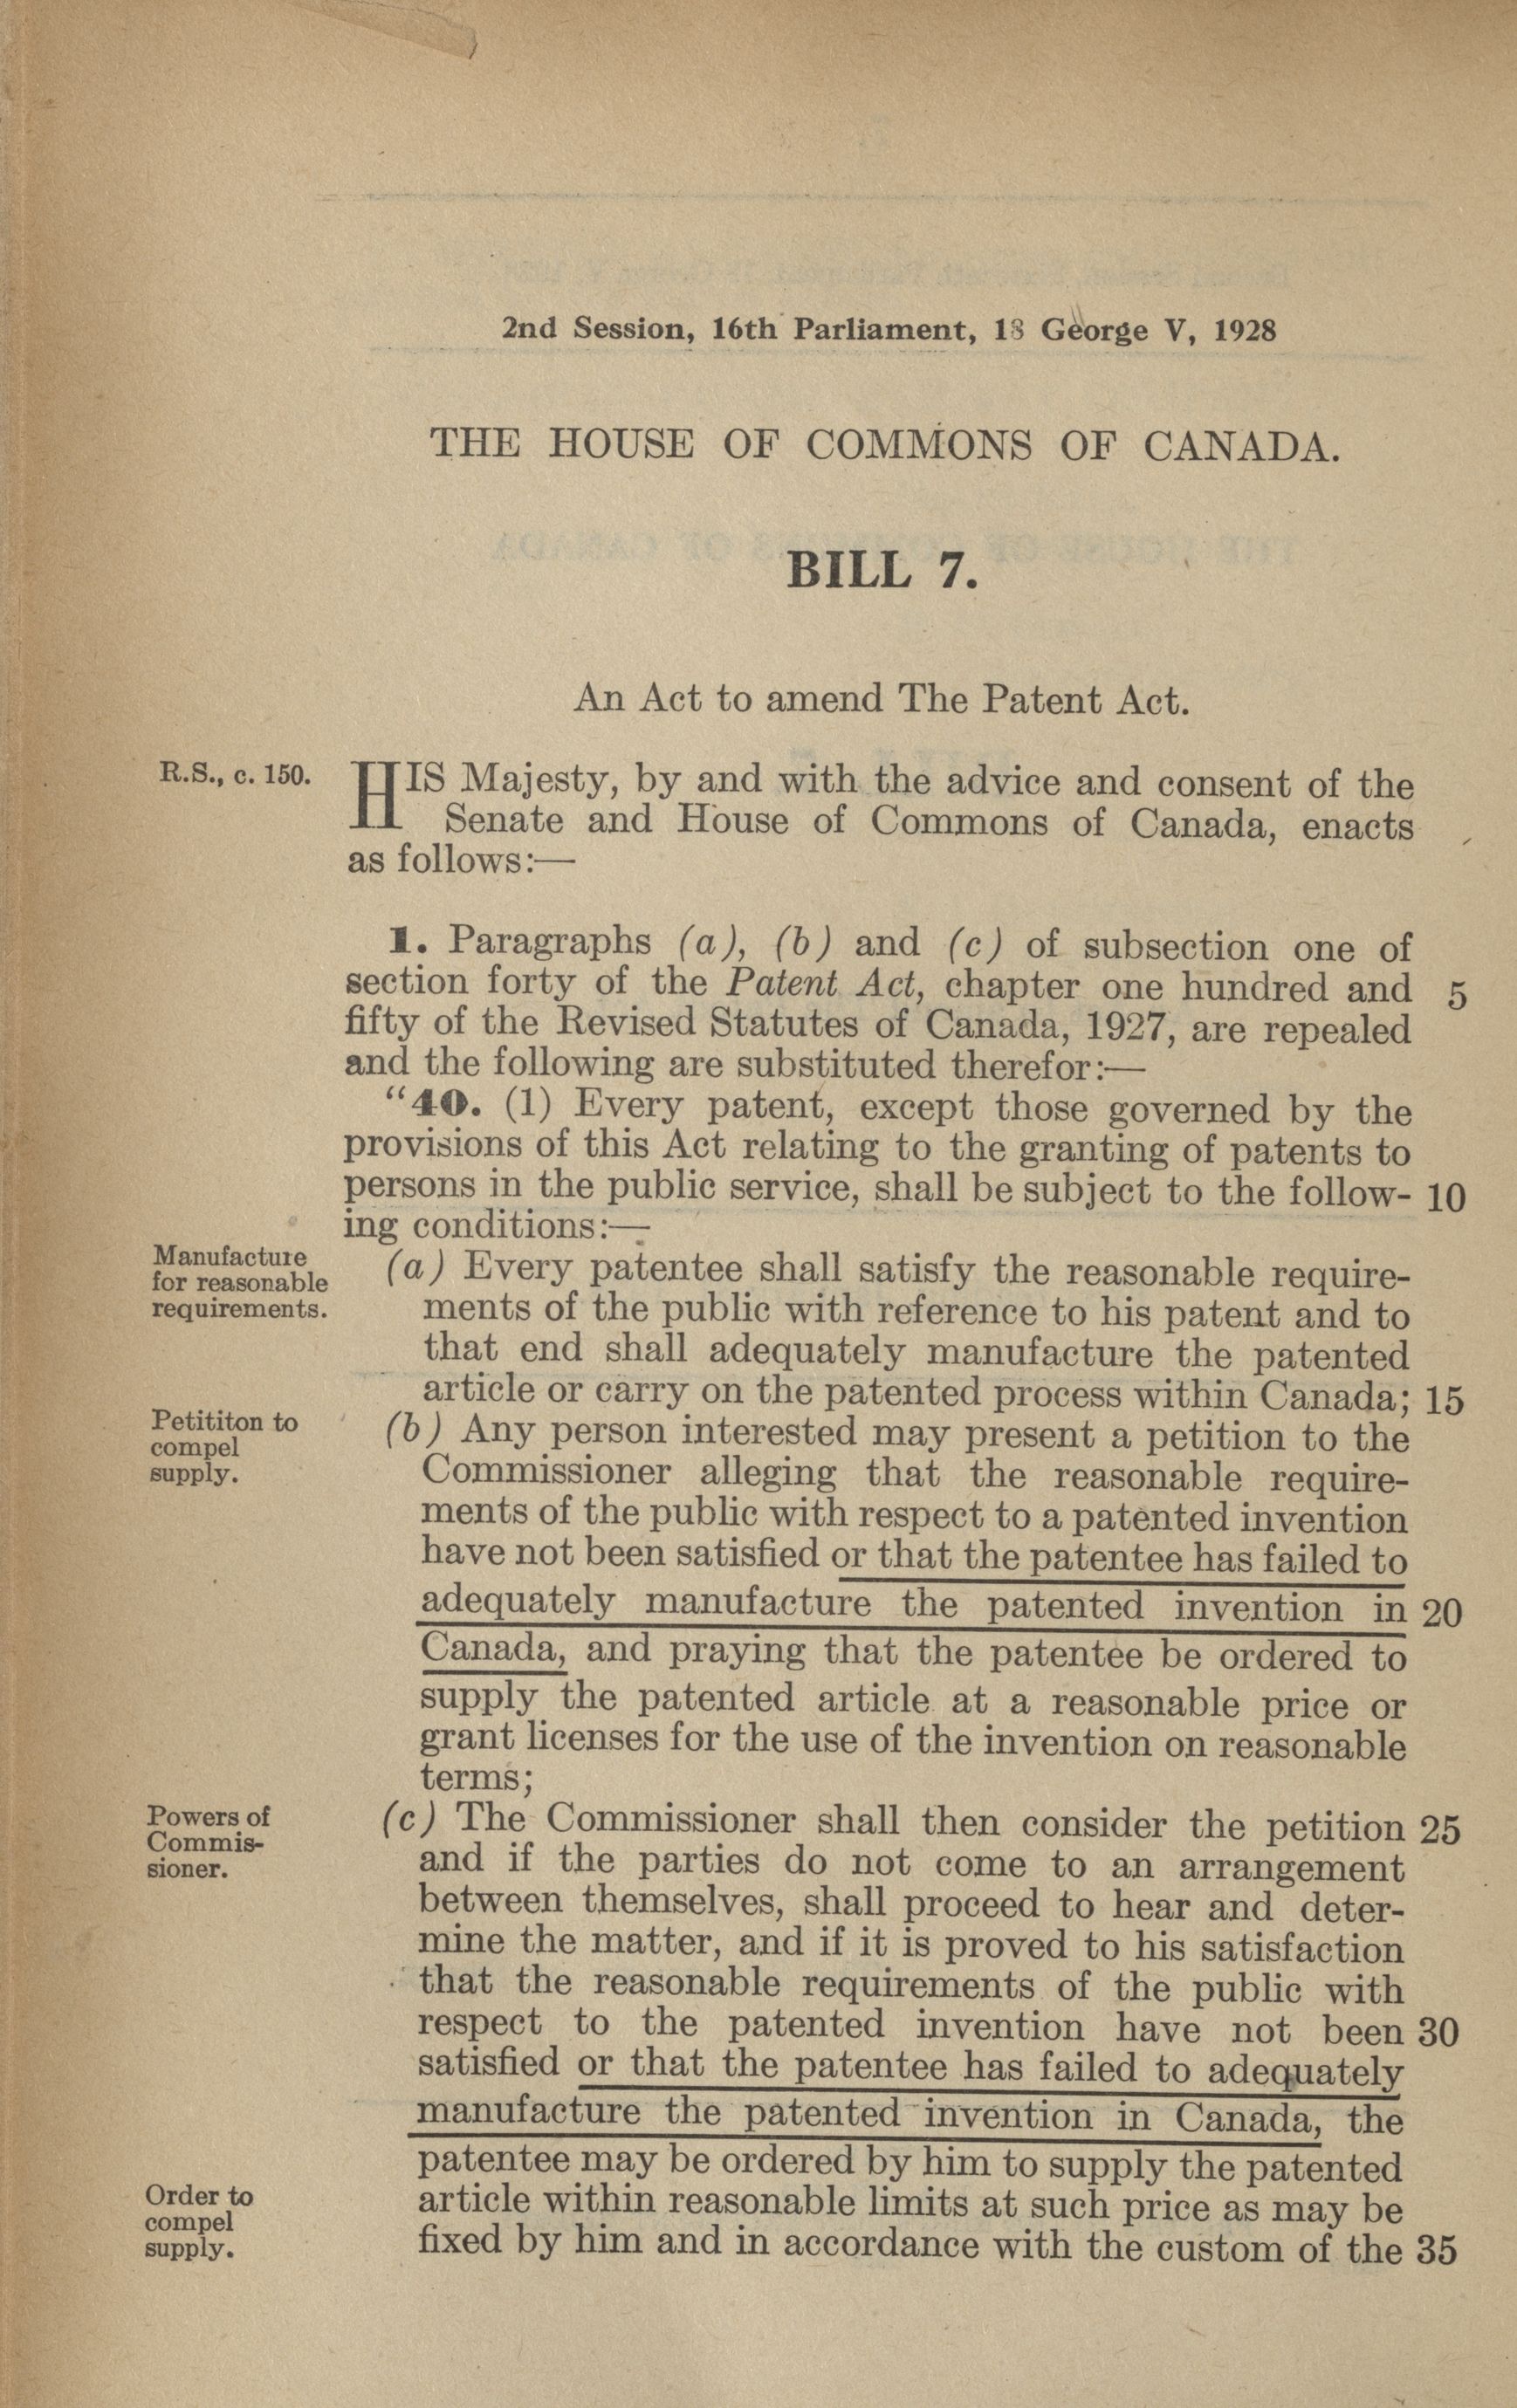 2nd Session, 16th Parliament, 18 George V, 1928
THE HOUSE OF COMMONS OF CANADA.
BILL 7.
An Act to amend The Patent Act.
R.S., c. 150.
HIS Majesty, by and with the advice and consent of the
Senate and House of Commons of Canada, enacts
as follows:—
1. Paragraphs (a), (b) and (c) of subsection one of
section forty of the Patent Act, chapter one hundred and 5
fifty of the Revised Statutes of Canada, 1927, are repealed
and the following are substituted therefor:—
“40. (1) Every patent, except those governed by the
provisions of this Act relating to the granting of patents to
persons in the public service, shall be subject to the follow- 10
ing conditions:—
Manufacture
for reasonable
requirements.
(a) Every patentee shall satisfy the reasonable require-
ments of the public with reference to his patent and to
that end shall adequately manufacture the patented
article or carry on the patented process within Canada; 15
Petititon to
compel
supply.
(b) Any person interested may present a petition to the
Commissioner alleging that the reasonable require-
ments of the public with respect to a patented invention
have not been satisfied or that the patentee has failed to
adequately manufacture the patented invention in 20
Canada, and praying that the patentee be ordered to
supply the patented article at a reasonable price or
grant licenses for the use of the invention on reasonable
terms;
Powers of
Commis-
sioner.
(c) The Commissioner shall then consider the petition 25
and if the parties do not come to an arrangement
between themselves, shall proceed to hear and deter-
mine the matter, and if it is proved to his satisfaction
that the reasonable requirements of the public with
respect to the patented invention have not been 30
satisfied or that the patentee has failed to adequately
manufacture the patented invention in Canada, the
patentee may be ordered by him to supply the patented
Order to
compel
supply.
article within reasonable limits at such price as may be
fixed by him and in accordance with the custom of the 35